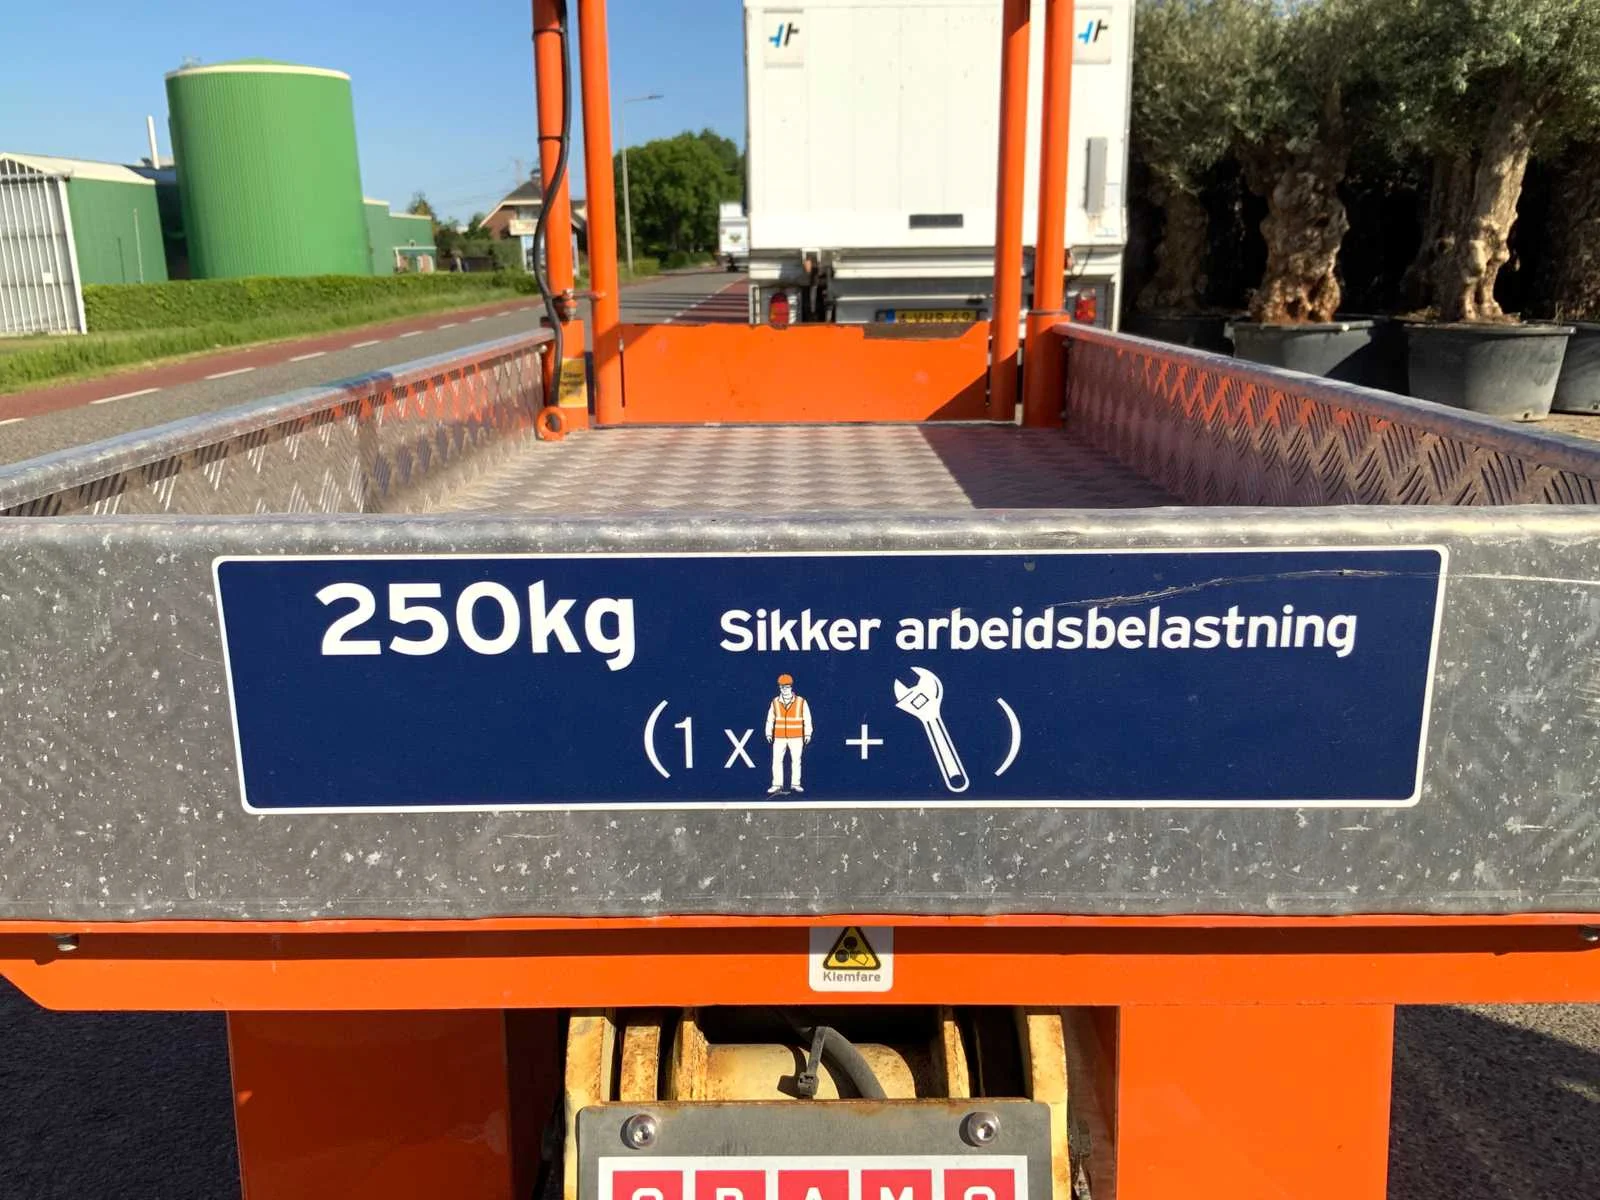 250kg Sikker arbeidsbelastning
(1 x + )
Klemfare